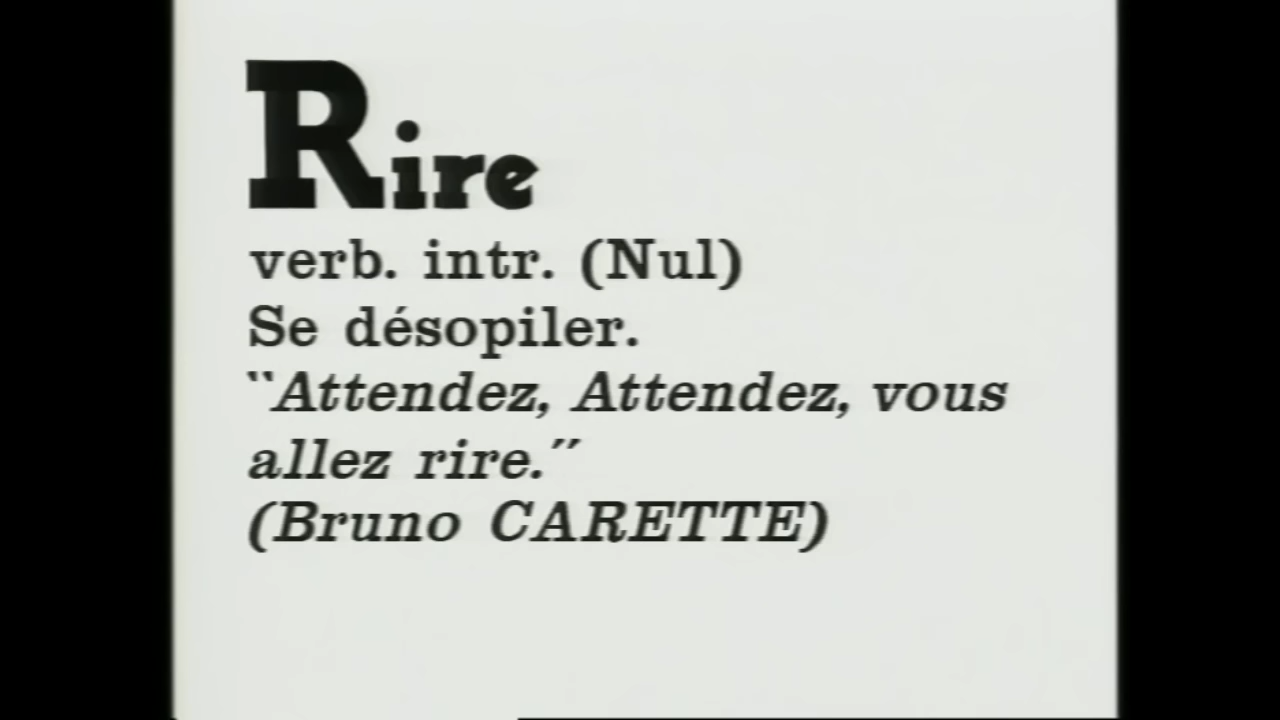 Rire
verb. intr. (Nul)
Se désopiler.
"Attendez, Attendez, vous
allez rire."
(Bruno CARETTE)